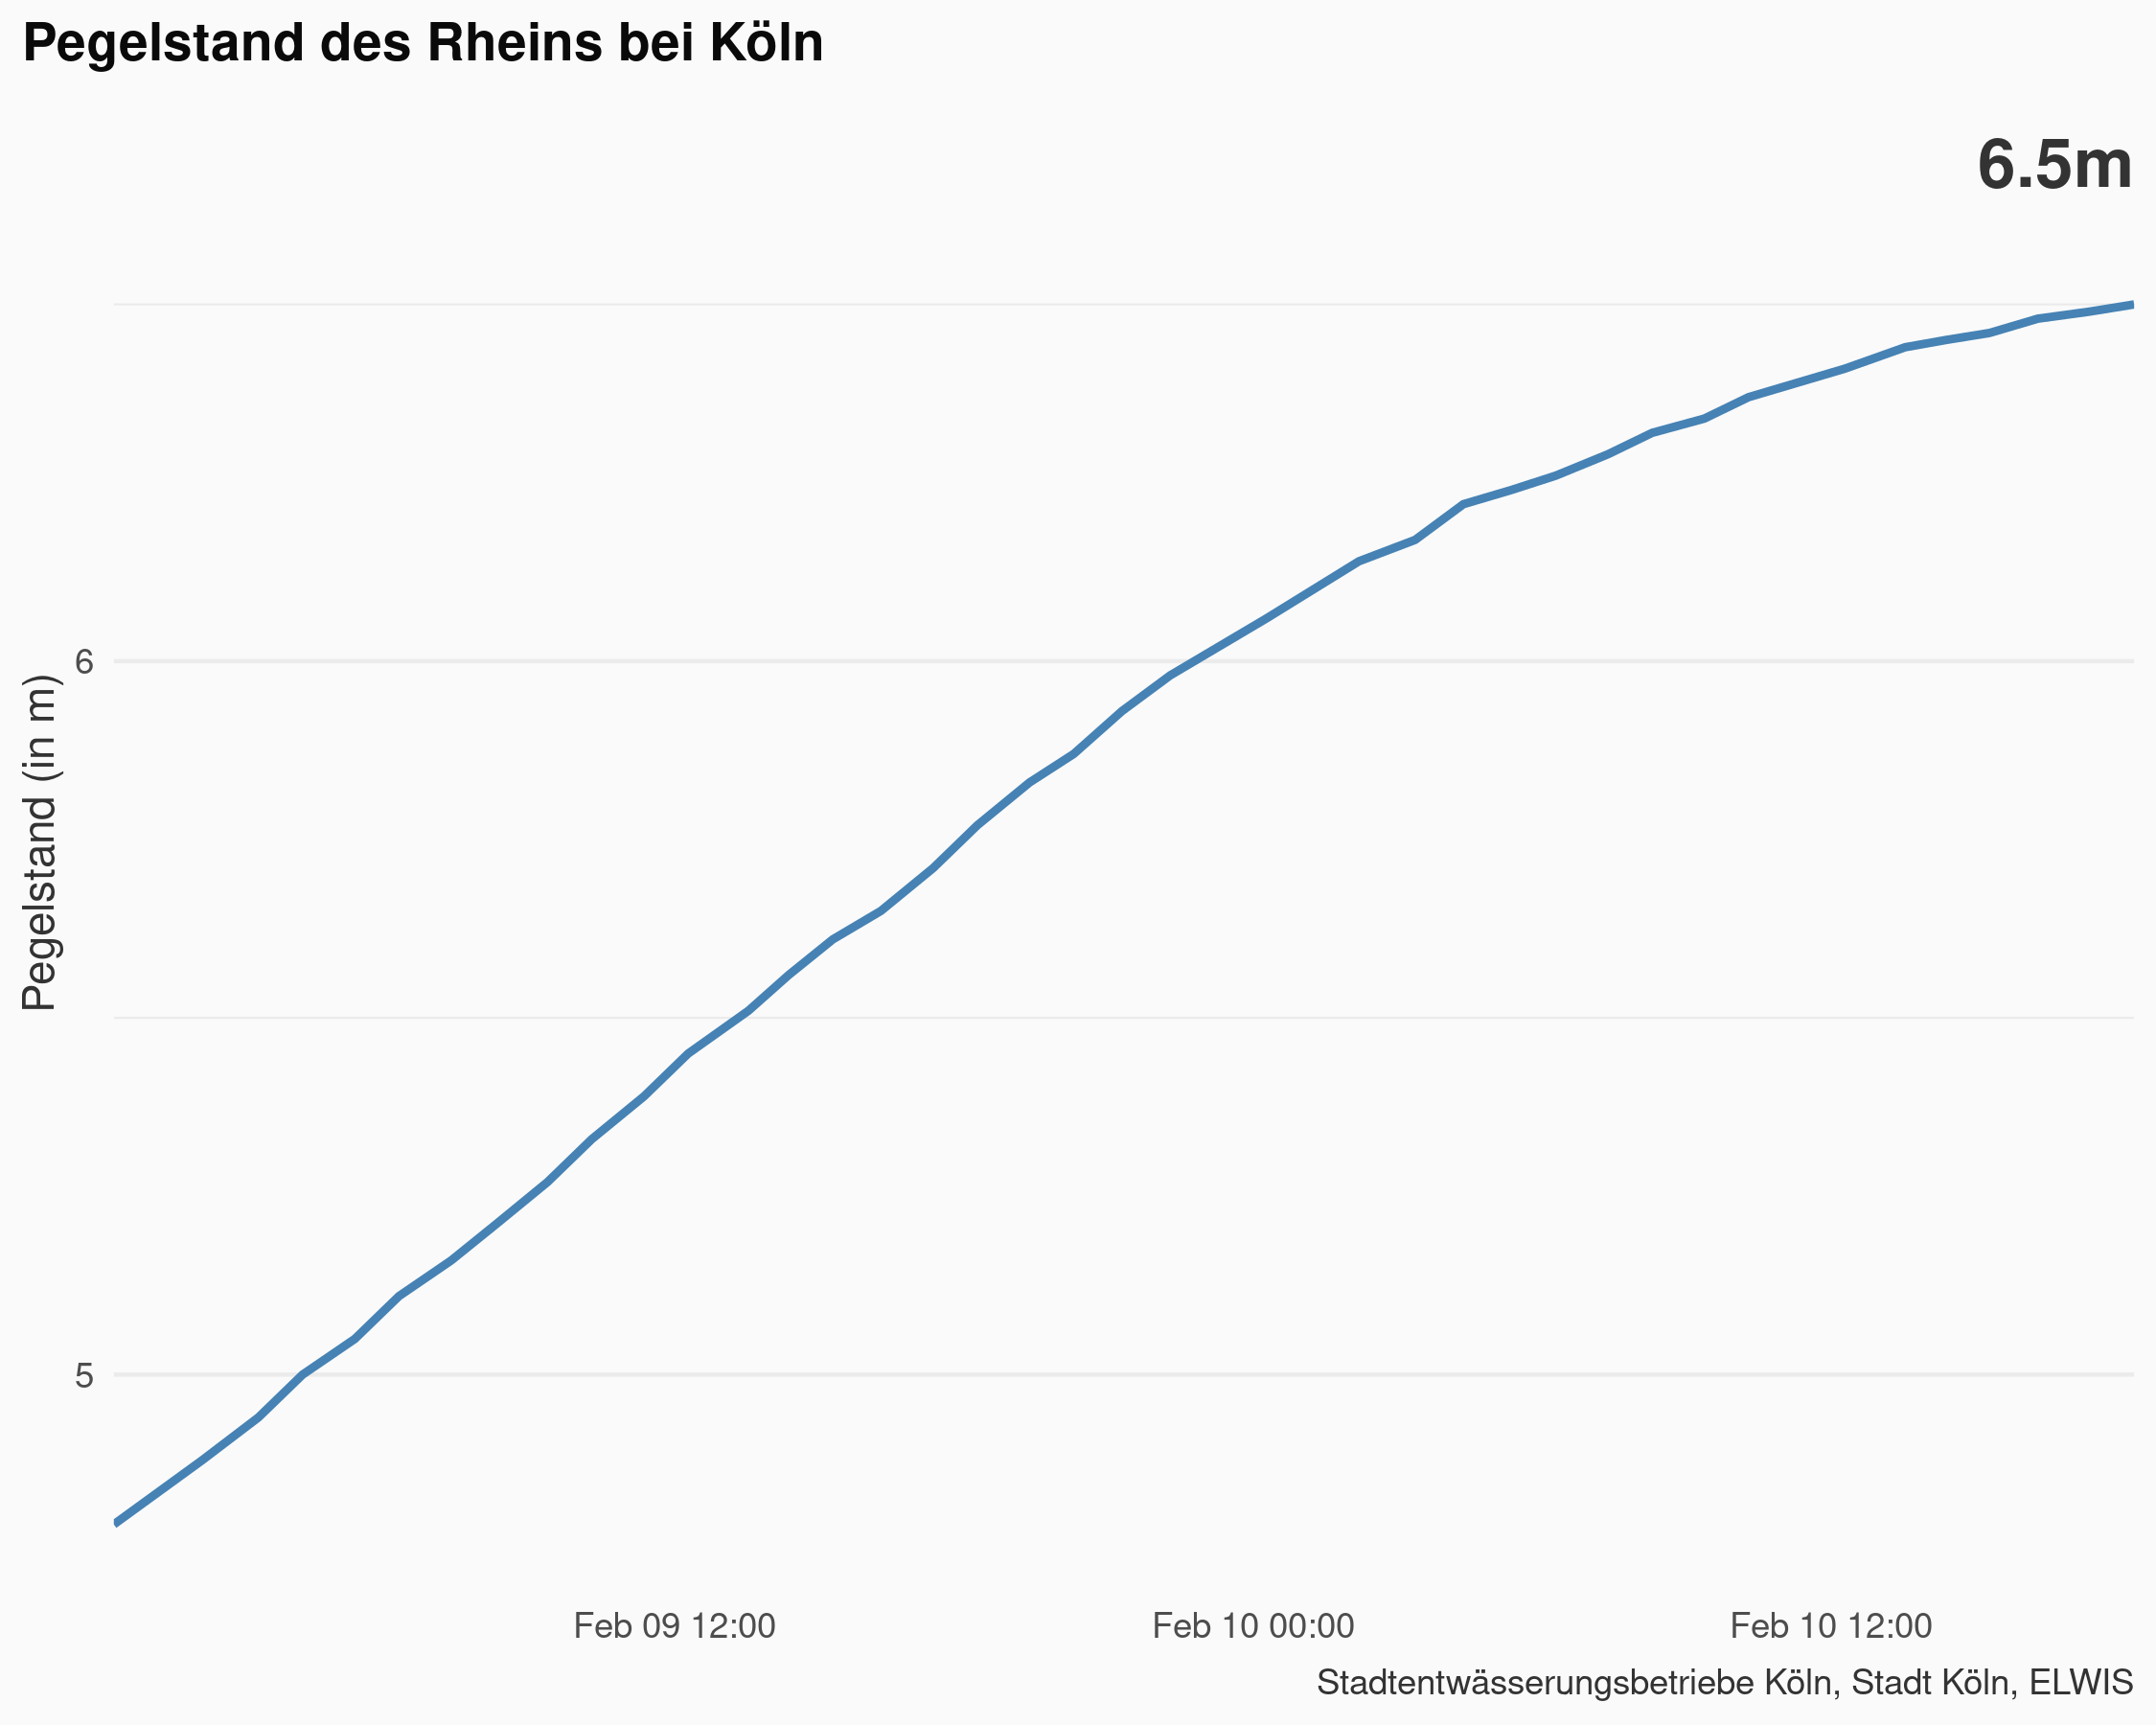 Pegelstand des Rheins bei Köln
6.5m
Pegelstand (in m)
6
5
Feb 09 12:00
Feb 10 00:00
Feb 10 12:00
Stadtentwässerungsbetriebe Köln, Stadt Köln, ELWIS